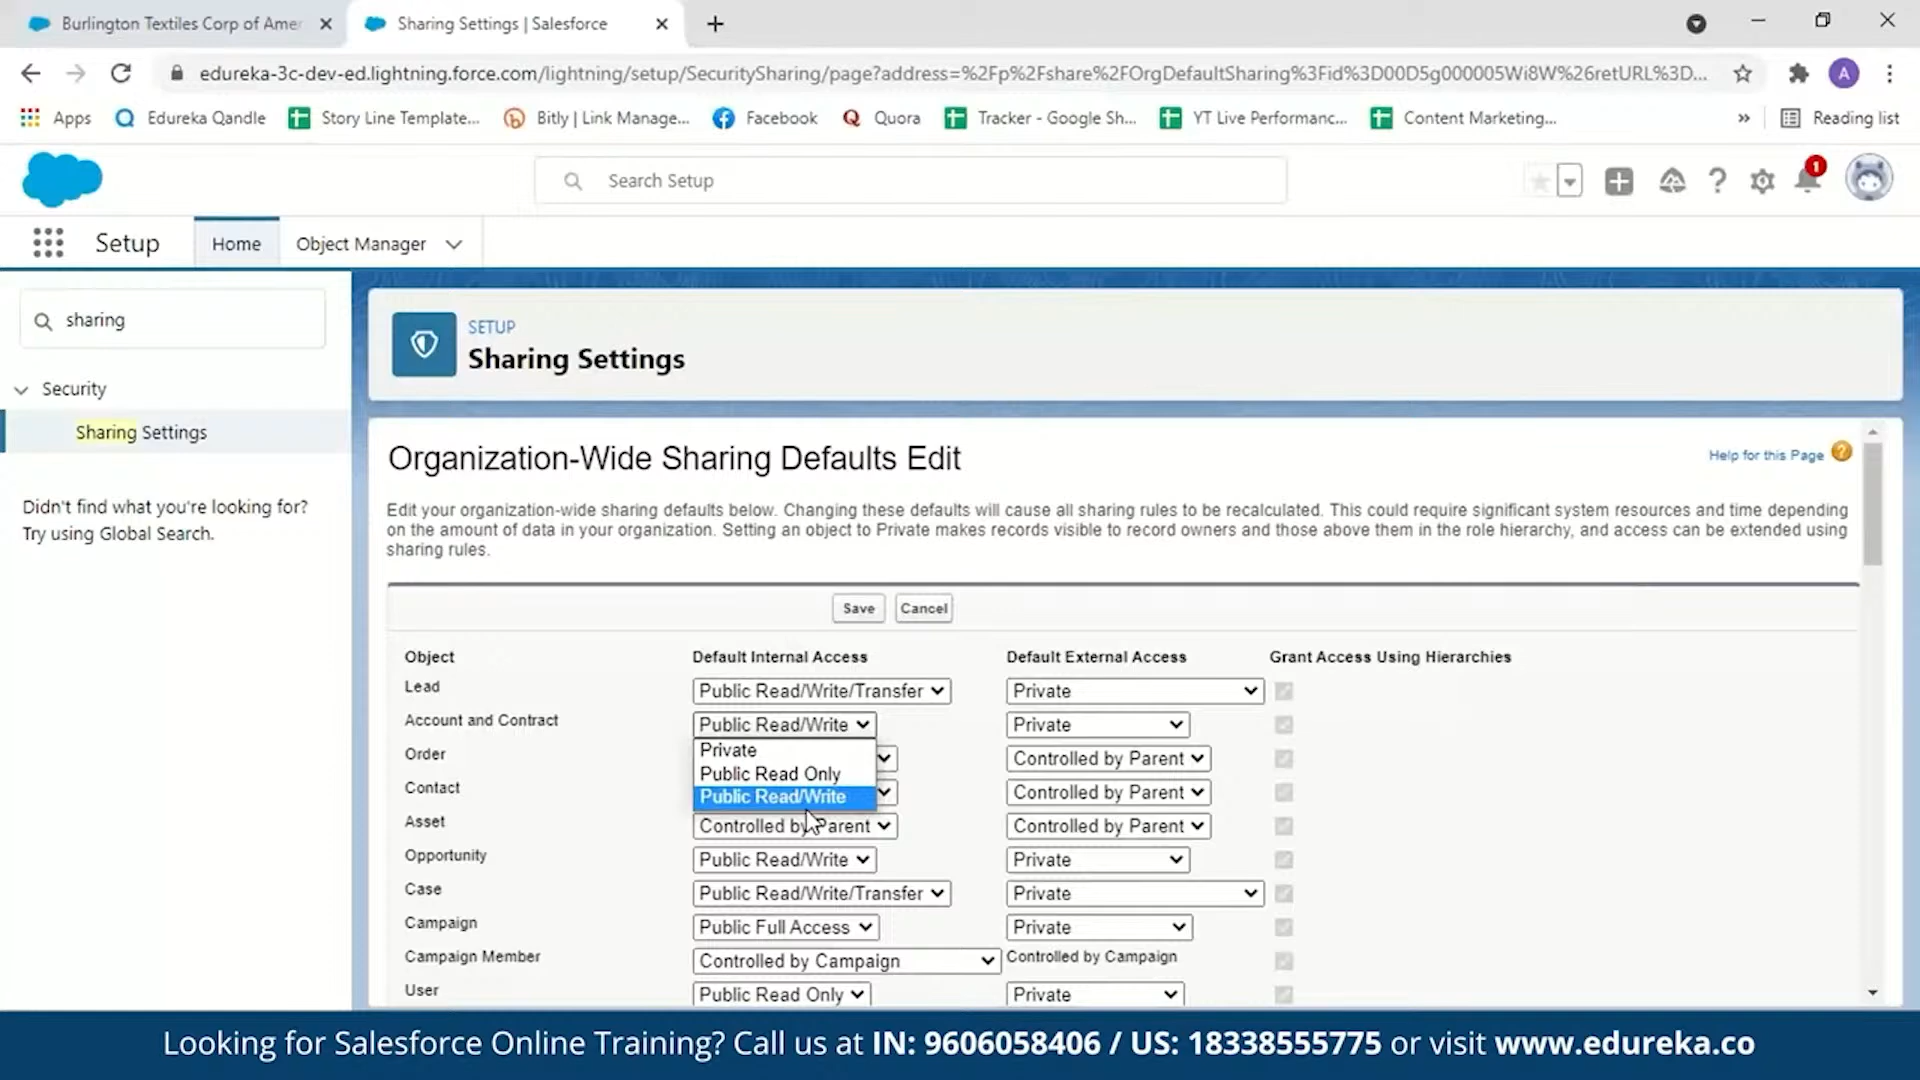 Burlington Textiles Corp of Amer
Sharing Settings | Salesforce
edureka-3c-dev-ed.lightning.force.com/lightning/setup/SecuritySharing/page?address=%2Fp%2Fshare%2FOrgDefaultSharing%3Fid%3D00D5g000005Wi8W%26retURL%3D...
A
Apps
Edureka Qandle
Story Line Template...
Bitly | Link Manage...
Facebook
Quora
Tracker - Google Sh...
YT Live Performanc...
Content Marketing...
»
Reading list
Search Setup
1
Setup
Home
Object Manager
sharing
Security
Sharing Settings
Didn't find what you're looking for?
Try using Global Search.
SETUP
Sharing Settings
Organization-Wide Sharing Defaults Edit
Help for this Page
Edit your organization-wide sharing defaults below. Changing these defaults will cause all sharing rules to be recalculated. This could require significant system resources and time depending
on the amount of data in your organization. Setting an object to Private makes records visible to record owners and those above them in the role hierarchy, and access can be extended using
sharing rules.
Save Cancel
Object Default Internal Access Default External Access Grant Access Using Hierarchies
Lead Public Read/Write/Transfer Private
Account and Contract Public Read/Write Private
Private
Public Read Only
Public Read/Write
Order Controlled by Parent
Contact Controlled by Parent
Asset Controlled by Parent Controlled by Parent
Opportunity Public Read/Write Private
Case Public Read/Write/Transfer Private
Campaign Public Full Access Private
Campaign Member Controlled by Campaign Controlled by Campaign
User Public Read Only Private
Looking for Salesforce Online Training? Call us at IN: 9606058406 / US: 18338555775 or visit www.edureka.co